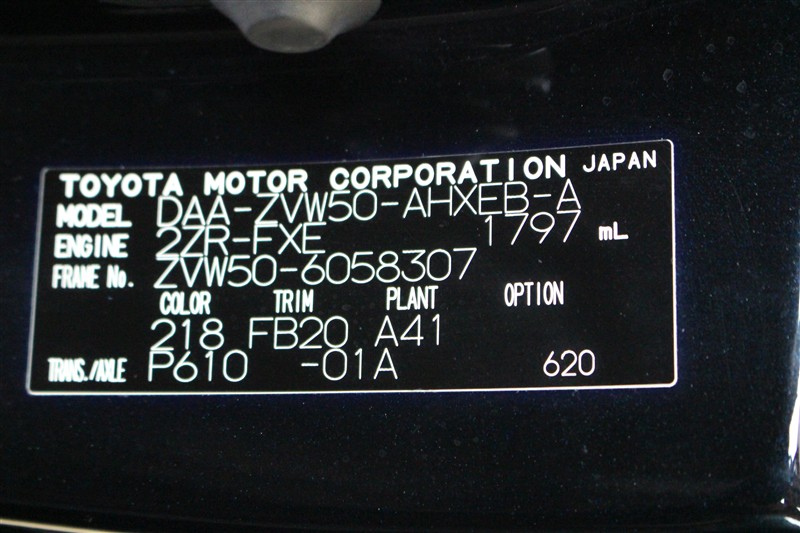 TOYOTA MOTOR CORPORATION JAPAN
MODEL DAA-ZVW50-AHXEB-A
ENGINE 2ZR-FXE 1797 mL
FRAME No. ZVW50-6058307
COLOR TRIM PLANT OPTION
218 FB20 A41
TRANS./AXLE P610 -01A 620